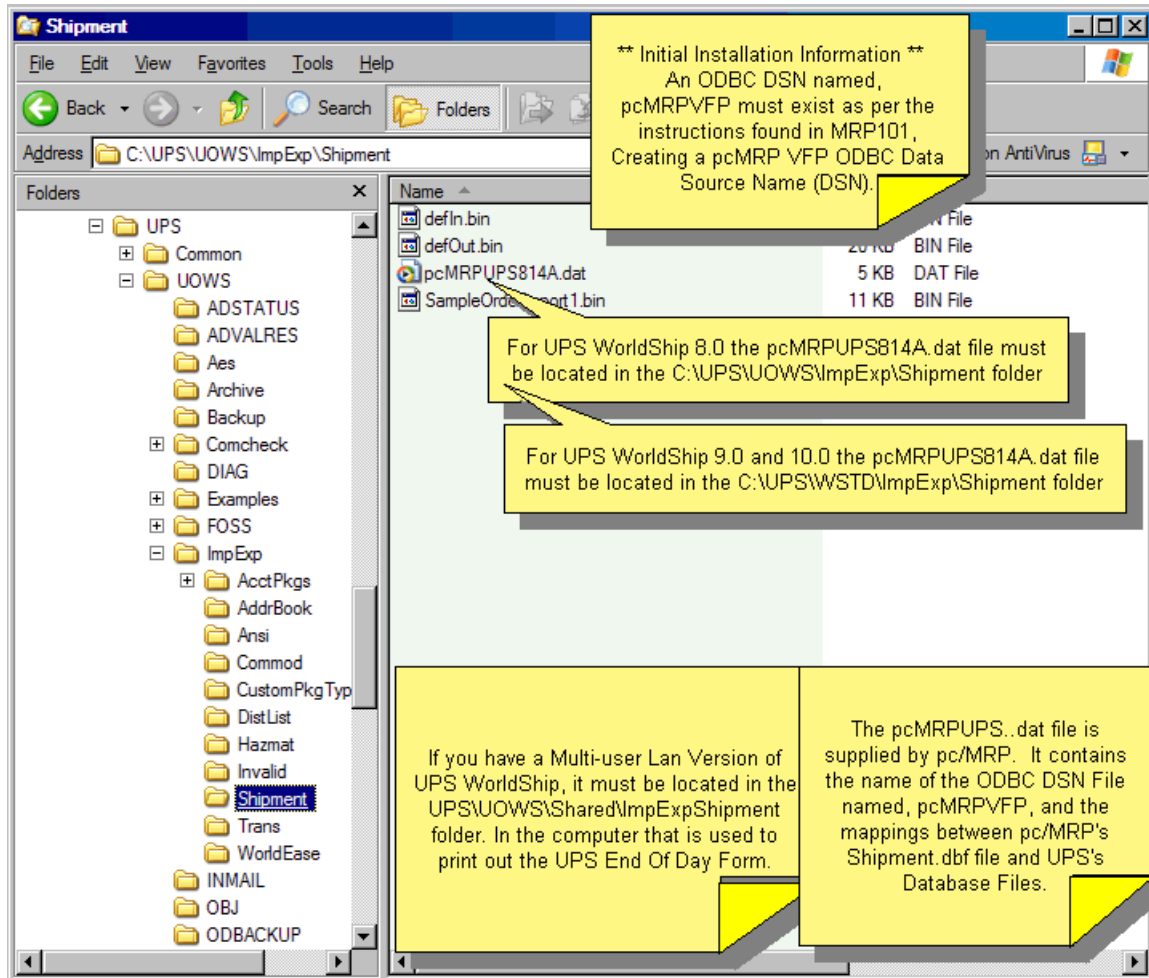 Shipment
File Edit View Favorites Tools Help
Back Search Folders
Address C:\UPS\UOWS\ImpExp\Shipment
on AntiVirus
** Initial Installation Information **
An ODBC DSN named,
pcMRPVFP must exist as per the
instructions found in MRP101,
Creating a pcMRP VFP ODBC Data
Source Name (DSN).
Folders
UPS
Common
UOWS
ADSTATUS
ADVALRES
Aes
Archive
Backup
Comcheck
DIAG
Examples
FOSS
ImpExp
AcctPkgs
AddrBook
Ansi
Commod
CustomPkgTyp
DistList
Hazmat
Invalid
Shipment
Trans
WorldEase
INMAIL
OBJ
ODBACKUP
Name
defIn.bin File
defOut.bin 20 KB BIN File
pcMRPUPS814A.dat 5 KB DAT File
SampleOrder port1.bin 11 KB BIN File
For UPS WorldShip 8.0 the pcMRPUPS814A.dat file must
be located in the C:\UPS\UOWS\ImpExp\Shipment folder
For UPS WorldShip 9.0 and 10.0 the pcMRPUPS814A.dat file
must be located in the C:\UPS\WSTD\ImpExp\Shipment folder
If you have a Multi-user Lan Version of
UPS WorldShip, it must be located in the
UPS\UOWS\Shared\ImpExpShipment
folder. In the computer that is used to
print out the UPS End Of Day Form.
The pcMRPUPS..dat file is
supplied by pc/MRP. It contains
the name of the ODBC DSN File
named, pcMRPVFP, and the
mappings between pc/MRP's
Shipment.dbf file and UPS's
Database Files.